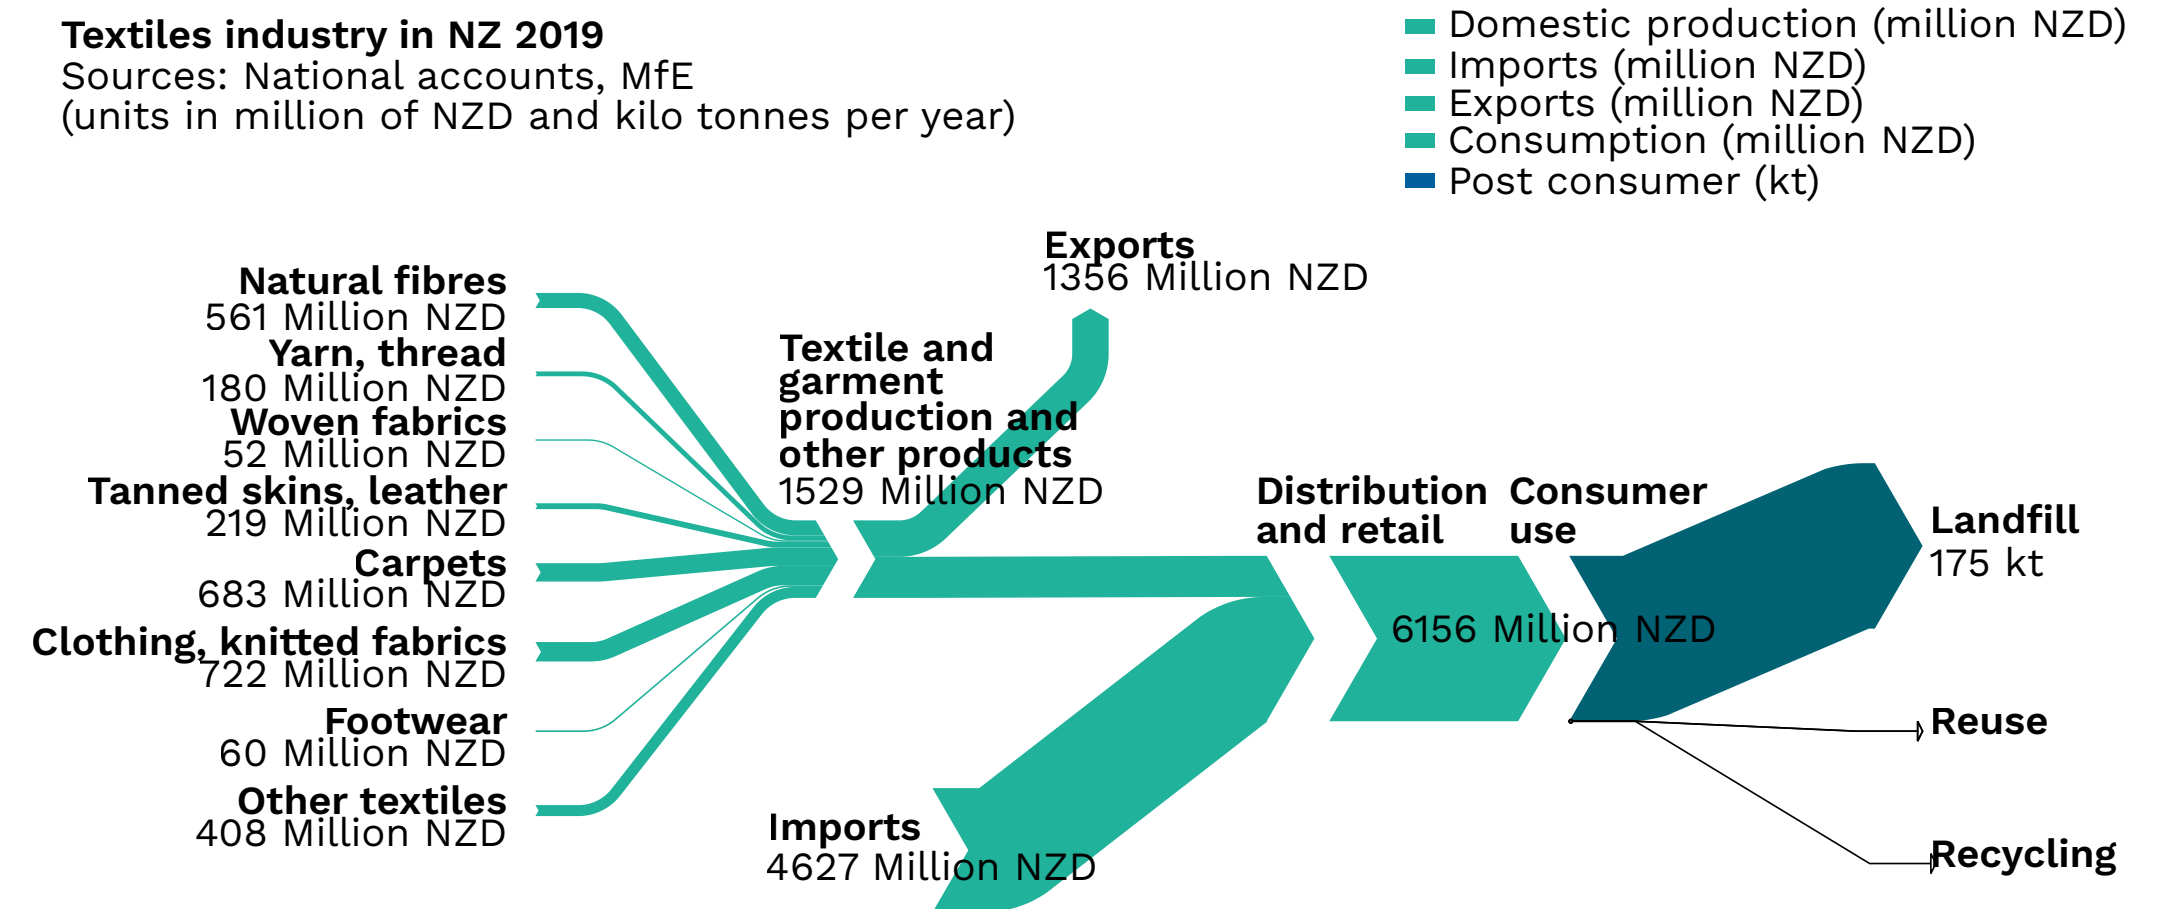 Textiles industry in NZ 2019
Sources: National accounts, MfE
(units in million of NZD and kilo tonnes per year)
Domestic production (million NZD)
Imports (million NZD)
Exports (million NZD)
Consumption (million NZD)
Post consumer (kt)
Natural fibres
561 Million NZD
Yarn, thread
180 Million NZD
Woven fabrics
52 Million NZD
Tanned skins, leather
219 Million NZD
Carpets
683 Million NZD
Clothing, knitted fabrics
722 Million NZD
Footwear
60 Million NZD
Other textiles
408 Million NZD
Textile and
garment
production and
other products
1529 Million NZD
Exports
1356 Million NZD
Imports
4627 Million NZD
Distribution
and retail
Consumer
use
6156 Million NZD
Landfill
175 kt
Reuse
Recycling